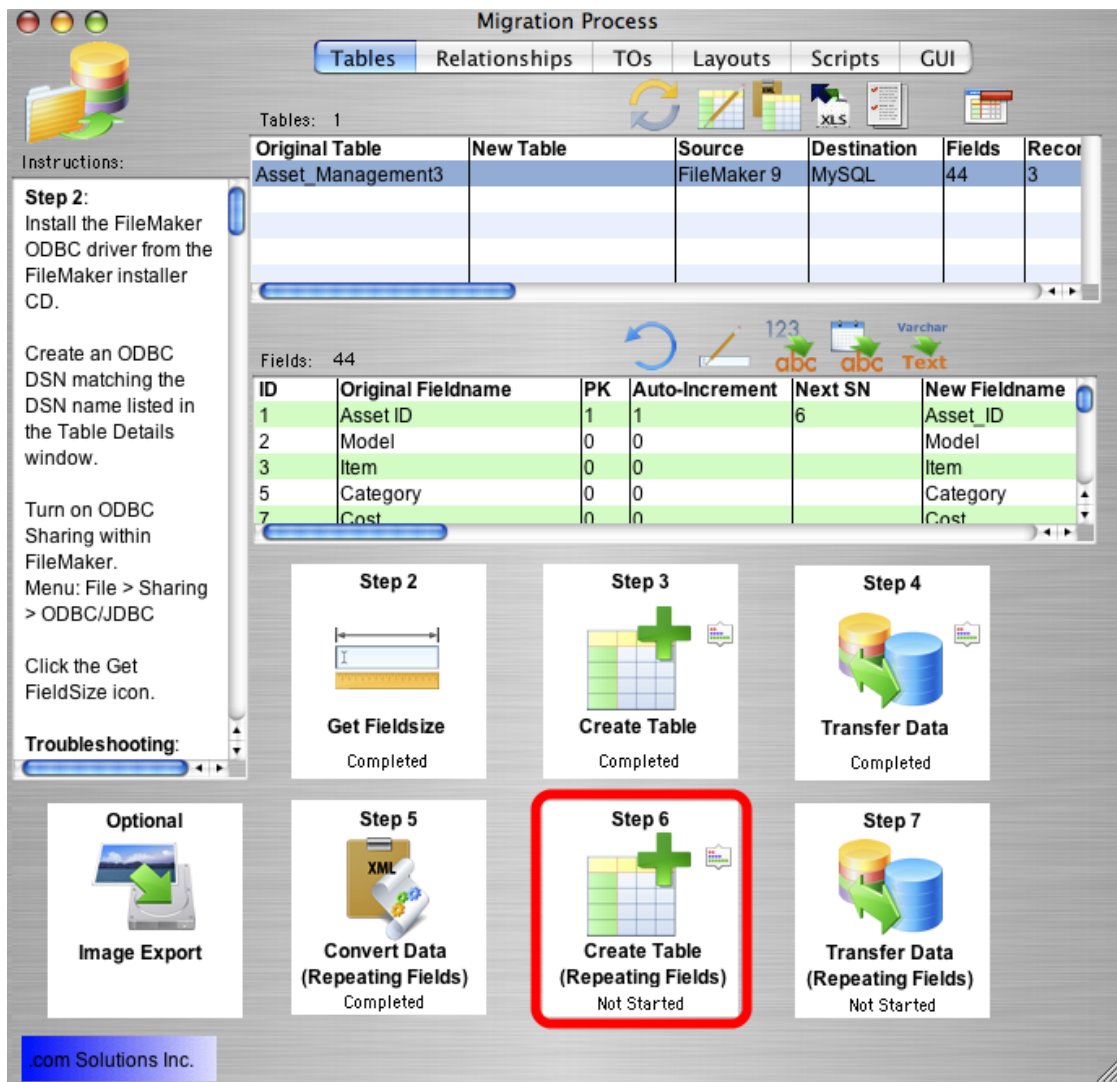 Migration Process
Tables Relationships TOs Layouts Scripts GUI
Tables: 1
XML
XLS
Original Table New Table Source Destination Fields Recor
Asset_Management3 FileMaker 9 MySQL 44 3
Instructions:
Step 2:
Install the FileMaker
ODBC driver from the
FileMaker installer
CD.
Create an ODBC
DSN matching the
DSN name listed in
the Table Details
window.
Turn on ODBC
Sharing within
FileMaker.
Menu: File > Sharing
> ODBC/JDBC
Click the Get
FieldSize icon.
Troubleshooting:
Fields: 44
123 abc
abc
Varchar Text
ID Original Fieldname PK Auto-Increment Next SN New Fieldname
1 Asset ID 1 1 6 Asset_ID
2 Model 0 0 Model
3 Item 0 0 Item
5 Category 0 0 Category
7 Cost 0 0 Cost
Step 2
Get Fieldsize
Completed
Step 3
Create Table
Completed
Step 4
Transfer Data
Completed
Optional
Image Export
Step 5
XML
Convert Data
(Repeating Fields)
Completed
Step 6
Create Table
(Repeating Fields)
Not Started
Step 7
Transfer Data
(Repeating Fields)
Not Started
.com Solutions Inc.